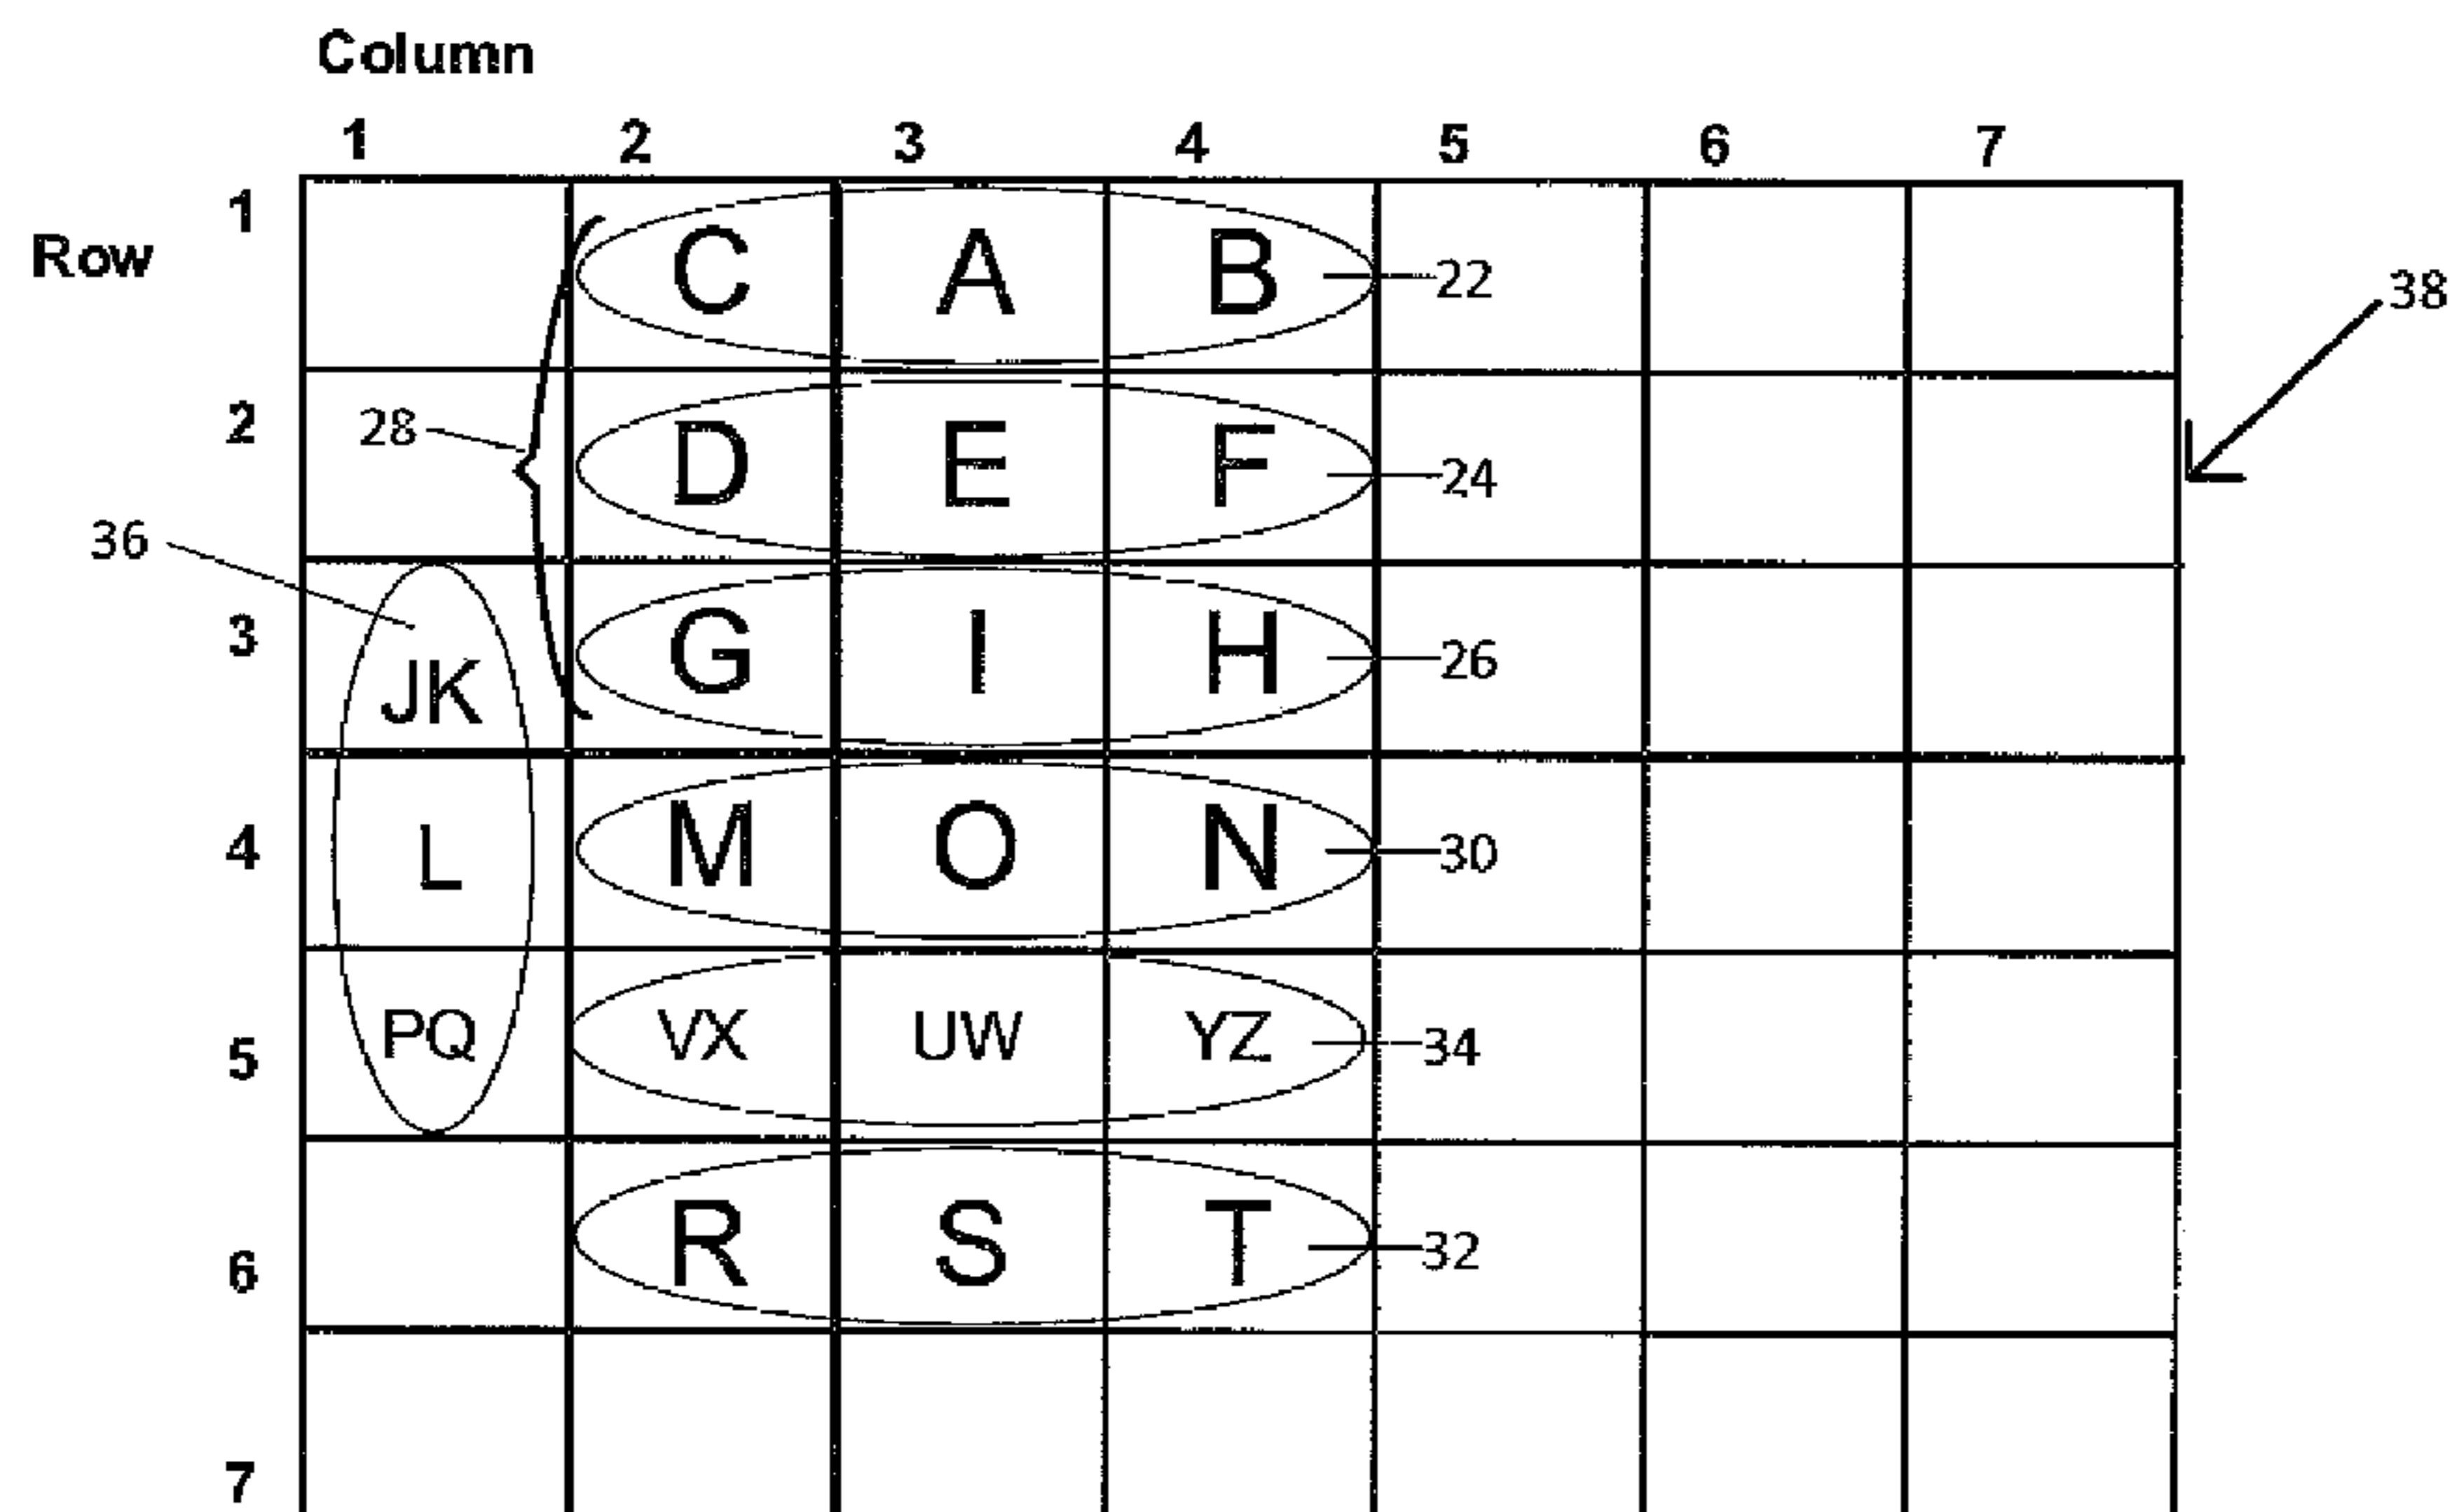 Column
1 2 3 4 5 6 7
1
Row
C A B 22
38
2
28
D E F 24
36
3
G I H 26
JK
4
L M O N 30
5
PQ VX UW YZ 34
6
R S T 32
7